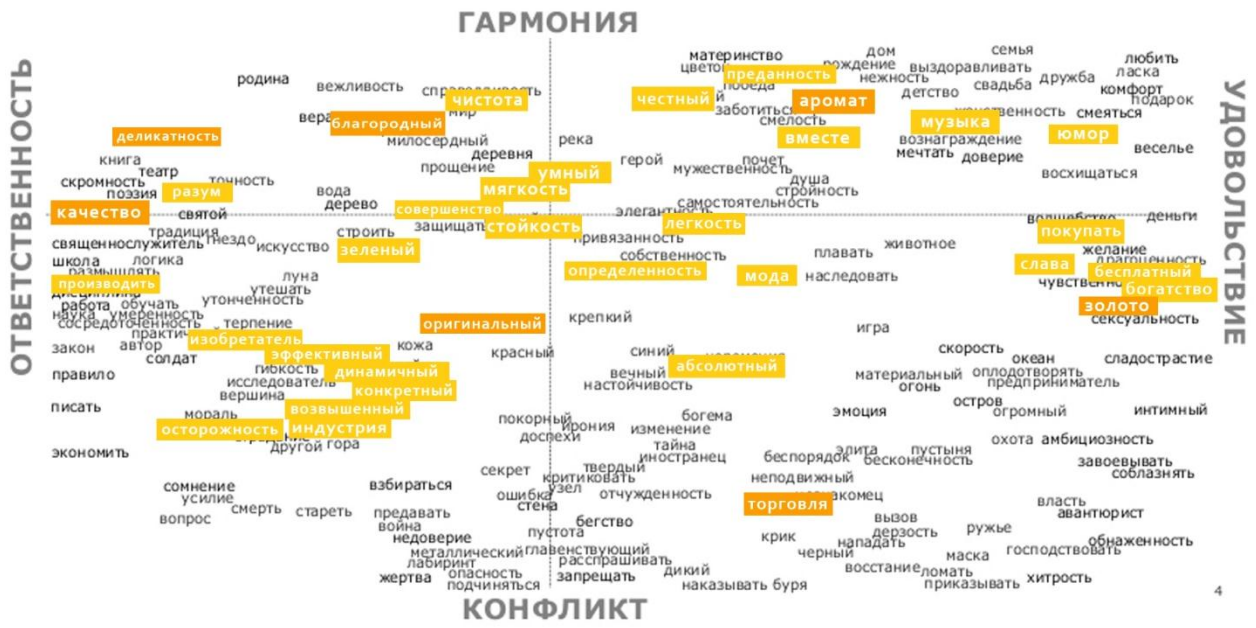 ГАРМОНИЯ
ОТВЕТСТВЕННОСТЬ
УДОВОЛЬСТВИЕ
материнство
дом
семья
любить
родина
вежливость
преданность
рождение
выздоравливать
ласка
нежность
дружба
победа
свадьба
комфорт
детство
подарок
чистота
честный
аромат
заботиться
смеяться
мир
благородный
смелость
музыка
юмор
деликатность
вместе
милосердный
река
вознаграждение
веселье
деревня
мечтать
доверие
книга
герой
почет
театр
прощение
умный
мужественность
восхищаться
скромность
точность
душа
поэзия
разум
вода
мягкость
стройность
дерево
самостоятельность
качество
святой
совершенство
элегантность
волшебство
деньги
традиция
строить
защищать
стойкость
легкость
покупать
священнослужитель
гнездо
искусство
зеленый
привязанность
животное
желание
школа
логика
собственность
плавать
слава
драгоценность
размышлять
луна
определенность
мода
наследовать
бесплатный
производить
утешать
богатство
дисциплина
утонченность
золото
работа
обучать
наука
умеренность
оригинальный
крепкий
сексуальность
сосредоточенность
терпение
игра
изобретатель
закон
автор
кожа
красный
синий
скорость
солдат
эффективный
океан
сладострастие
гибкость
динамичный
вечный
абсолютный
материальный
оплодотворять
правило
исследователь
настойчивость
огонь
предприниматель
вершина
конкретный
остров
писать
мораль
возвышенный
покорный
богема
эмоция
огромный
интимный
осторожность
индустрия
ирония
изменение
доспехи
охота
амбициозность
другой
гора
тайна
элита
пустыня
экономить
иностранец
беспорядок
бесконечность
завоевывать
секрет
твердый
соблазнять
критиковать
неподвижный
сомнение
взбираться
узел
отчужденность
усилие
ошибка
торговля
власть
смерть
стареть
предавать
стена
авантюрист
вопрос
война
бегство
вызов
недоверие
пустота
крик
дерзость
ружье
металлический
главенствующий
нападать
обнаженность
лабиринт
расспрашивать
черный
маска
господствовать
жертва
опасность
запрещать
дикий
восстание
ломать
подчиняться
наказывать
буря
приказывать
хитрость
4
КОНФЛИКТ